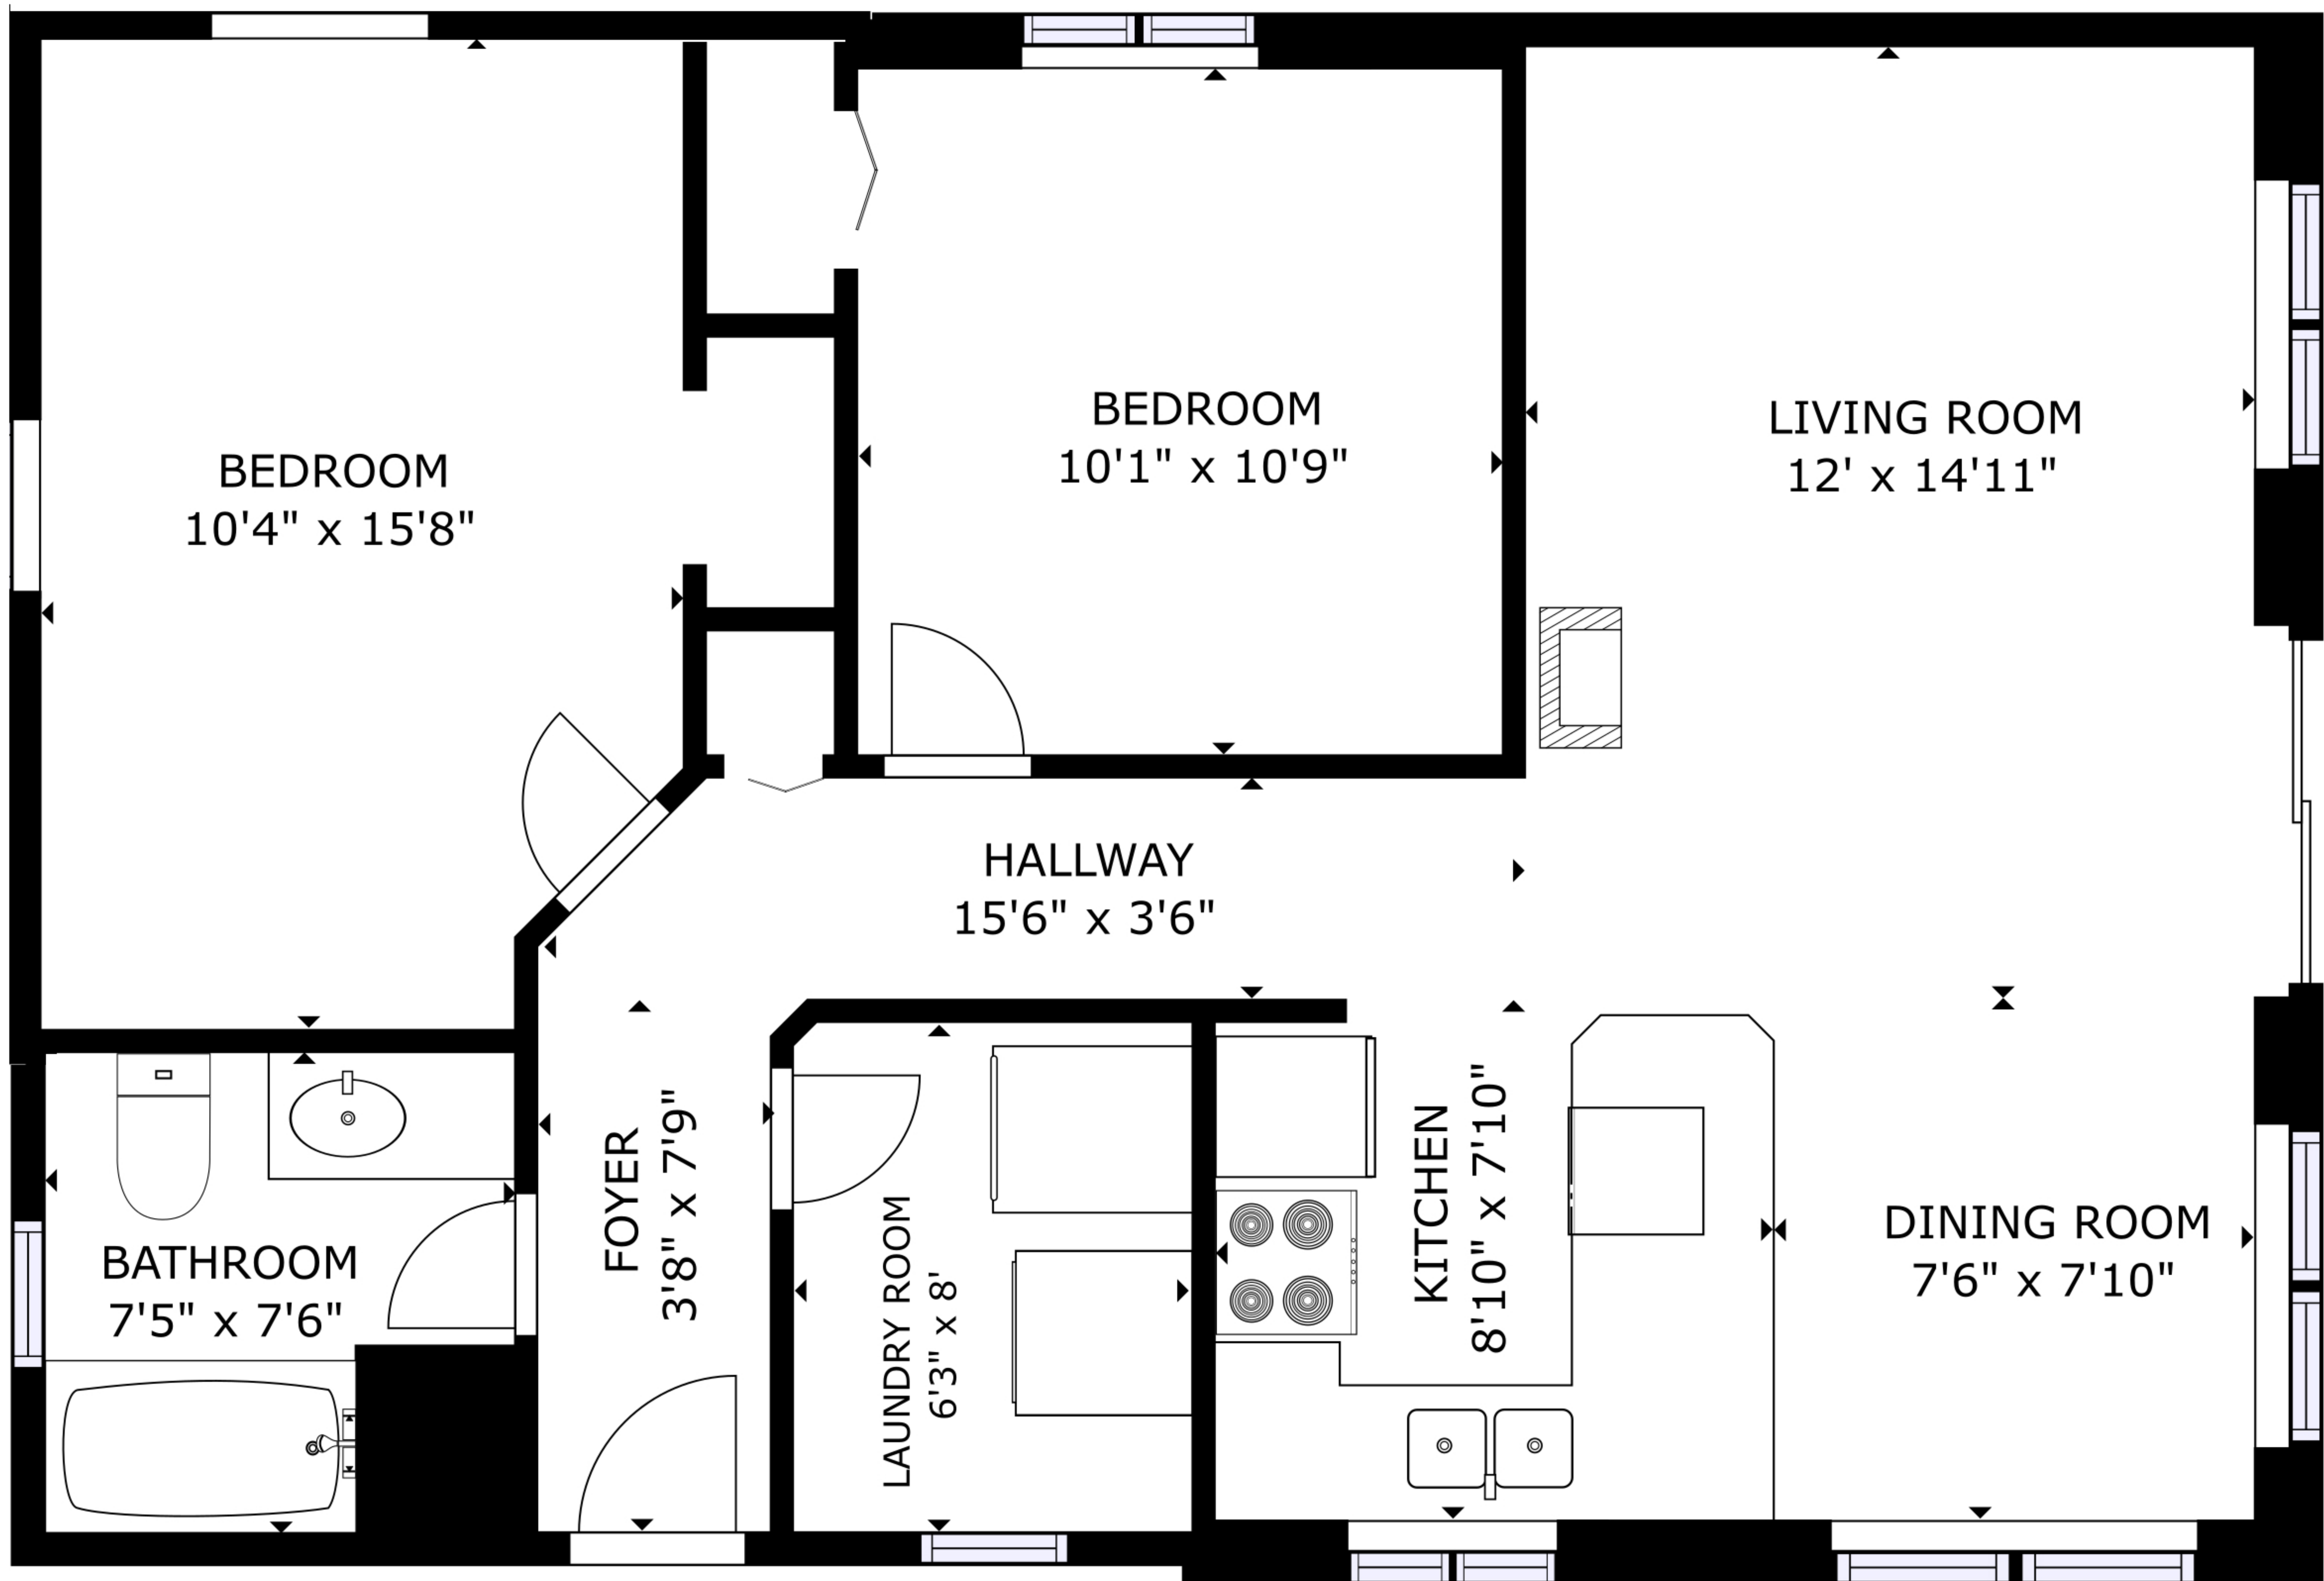 BEDROOM
10'4" x 15'8"
BEDROOM
10'1" x 10'9"
LIVING ROOM
12' x 14'11"
HALLWAY
15'6" x 3'6"
BATHROOM
7'5" x 7'6"
FOYER
3'8" x 7'9"
LAUNDRY ROOM
6'3" x 8'
KITCHEN
8'10" x 7'10"
DINING ROOM
7'6" x 7'10"